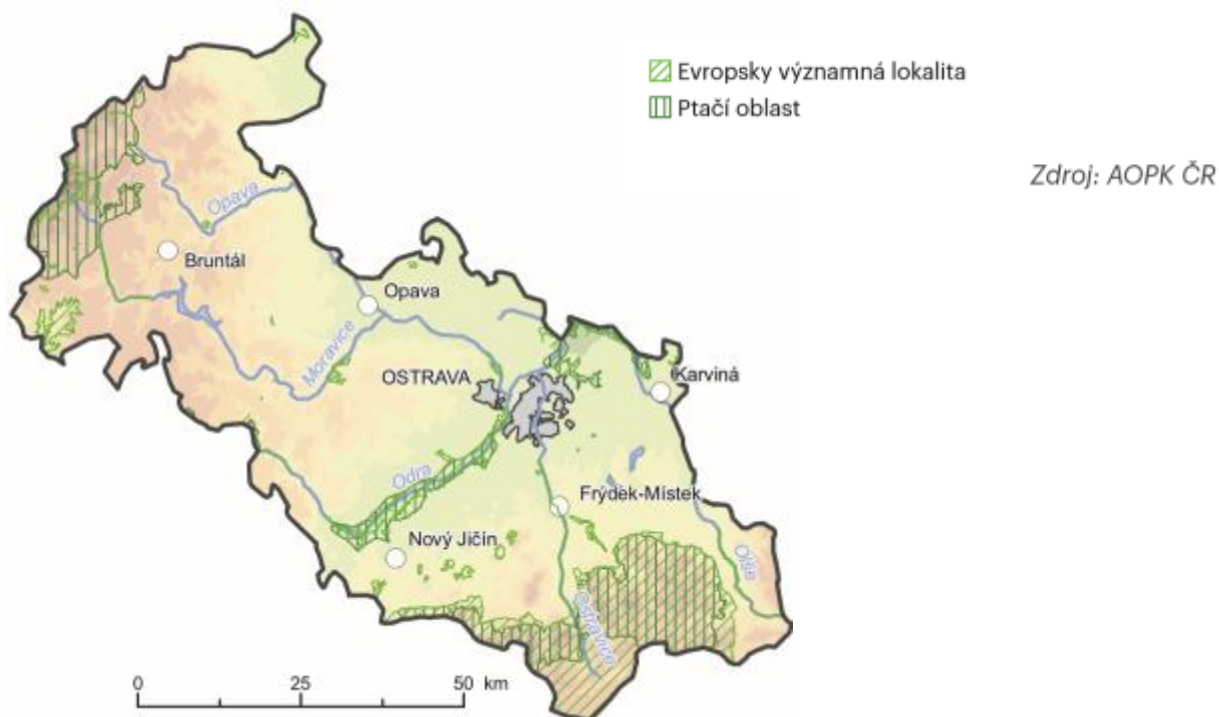 Evropsky významná lokalita
Ptačí oblast
Zdroj: AOPK ČR
Opava
Bruntál
Opava
Moravice
OSTRAVA
Karviná
Odra
Frýdek-Místek
Nový Jičín
Olše
Ostravice
0 25 50 km